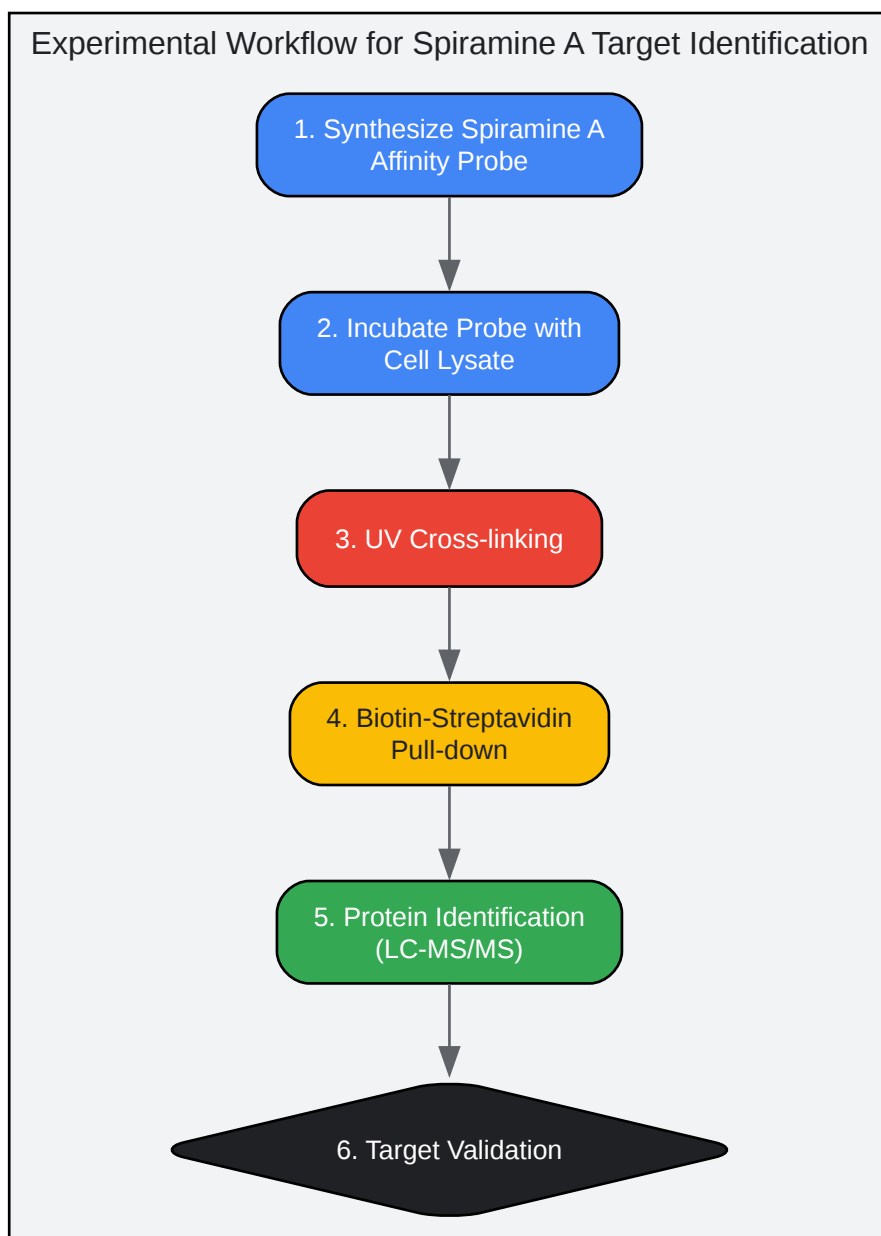 Experimental Workflow for Spiramine A Target Identification
1. Synthesize Spiramine A
Affinity Probe
2. Incubate Probe with
Cell Lysate
3. UV Cross-linking
4. Biotin-Streptavidin
Pull-down
5. Protein Identification
(LC-MS/MS)
6. Target Validation